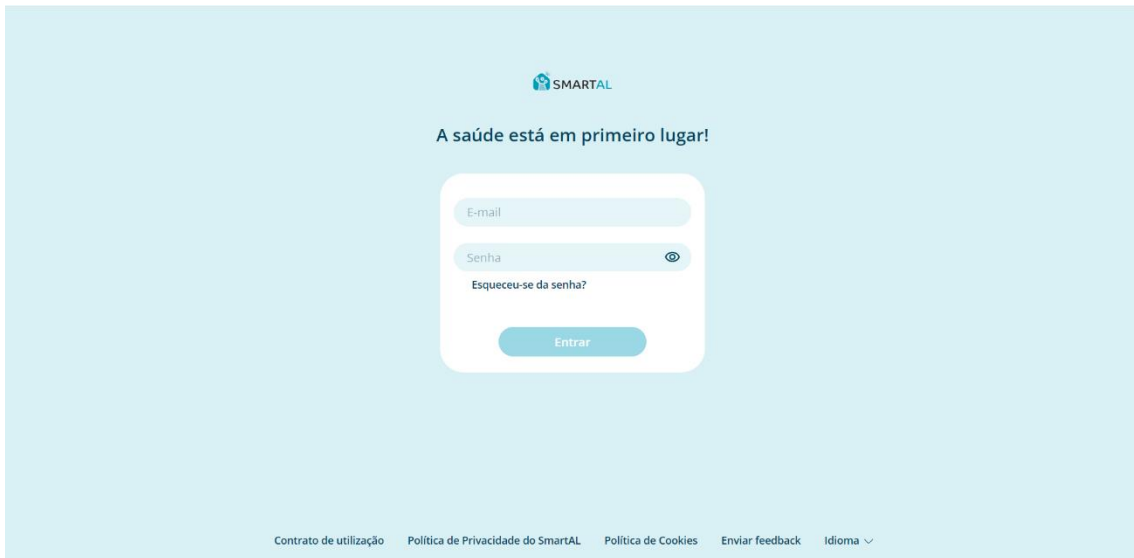 SMARTAL
A saúde está em primeiro lugar!
E-mail
Senha
Esqueceu-se da senha?
Entrar
Contrato de utilização Política de Privacidade do SmartAL Política de Cookies Enviar feedback Idioma